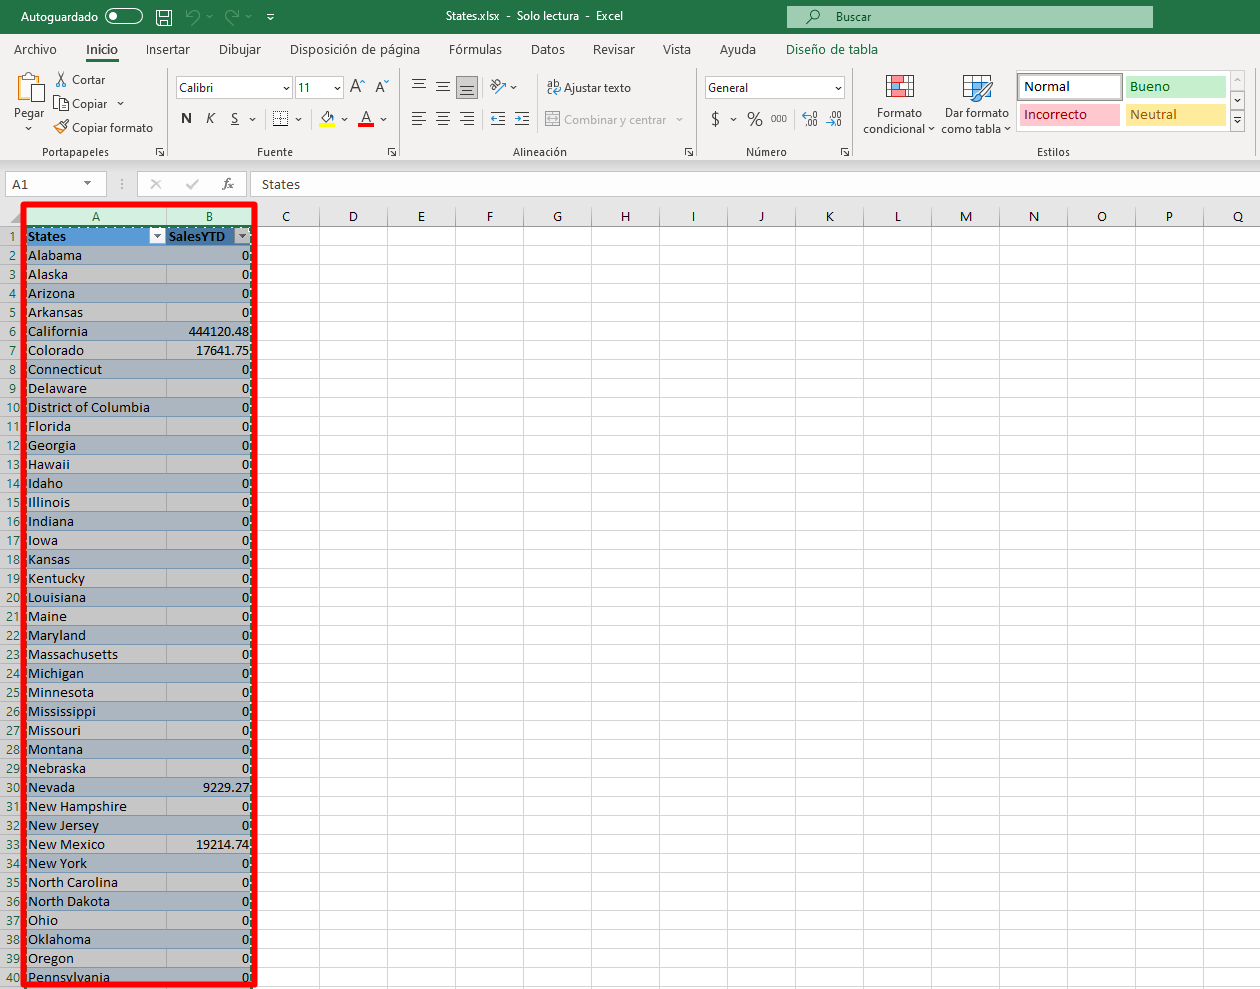 Autoguardado
States.xlsx - Solo lectura - Excel
Buscar
Archivo Inicio Insertar Dibujar Disposición de página Fórmulas Datos Revisar Vista Ayuda Diseño de tabla
Pegar
Cortar
Copiar
Copiar formato
Portapapeles
Calibri 11 A A
N K S A
Fuente
ab Ajustar texto
Combinar y centrar
Alineación
General
$ % 000
Número
Formato condicional
Dar formato como tabla
Normal Bueno
Incorrecto Neutral
Estilos
A1 fx States
A B C D E F G H I J K L M N O P Q
1 States SalesYTD
2 Alabama 0
3 Alaska 0
4 Arizona 0
5 Arkansas 0
6 California 444120.48
7 Colorado 17641.75
8 Connecticut 0
9 Delaware 0
10 District of Columbia 0
11 Florida 0
12 Georgia 0
13 Hawaii 0
14 Idaho 0
15 Illinois 0
16 Indiana 0
17 Iowa 0
18 Kansas 0
19 Kentucky 0
20 Louisiana 0
21 Maine 0
22 Maryland 0
23 Massachusetts 0
24 Michigan 0
25 Minnesota 0
26 Mississippi 0
27 Missouri 0
28 Montana 0
29 Nebraska 0
30 Nevada 9229.27
31 New Hampshire 0
32 New Jersey 0
33 New Mexico 19214.74
34 New York 0
35 North Carolina 0
36 North Dakota 0
37 Ohio 0
38 Oklahoma 0
39 Oregon 0
40 Pennsylvania 0